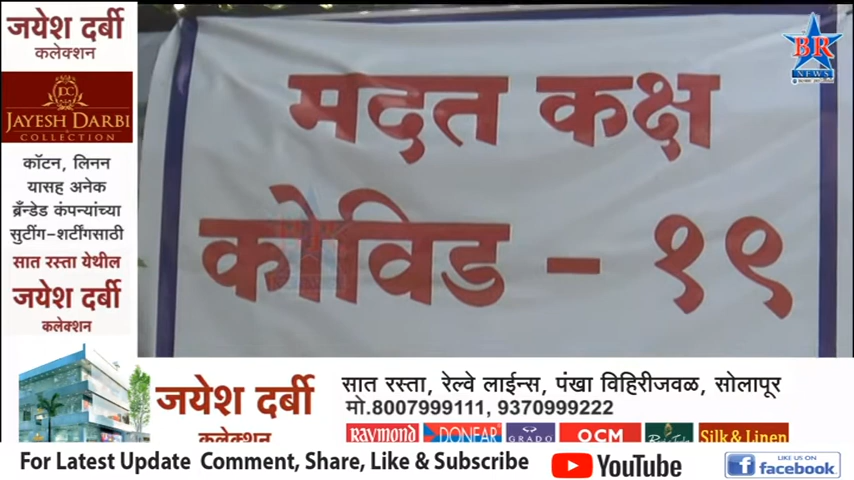 जयेश दर्बी
कलेक्शन
JAYESH DARBI
COLLECTION
कॉटन, लिनन
यासह अनेक
ब्रँन्डेड कंपन्यांच्या
सुटींग-शर्टींगसाठी
सात रस्ता येथील
जयेश दर्बी
कलेक्शन
BR
NEWS
मदत कक्ष
कोविड - १९
जयेश दर्बी
कलेक्शन
सात रस्ता, रेल्वे लाईन्स, पंखा विहिरीजवळ, सोलापूर
मो.8007999111, 9370999222
RAYMOND DONEAR GRADO OCM Silk & Linen
For Latest Update Comment, Share, Like & Subscribe
YouTube
LIKE US ON
facebook